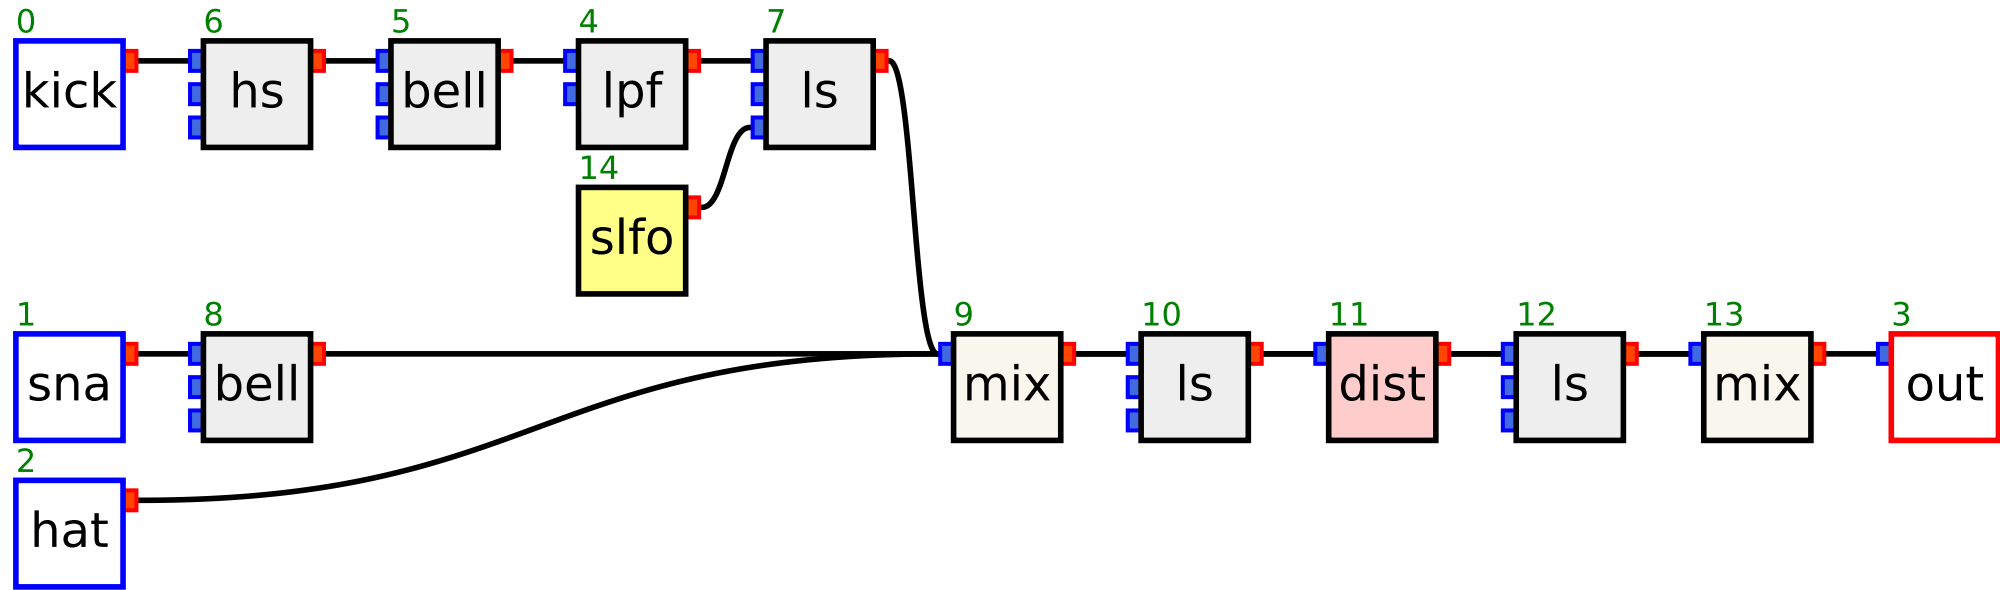 0 6 5 4 7
kick hs bell lpf ls
14
slfo
1 8 9 10 11 12 13 3
sna bell mix ls dist ls mix out
2
hat